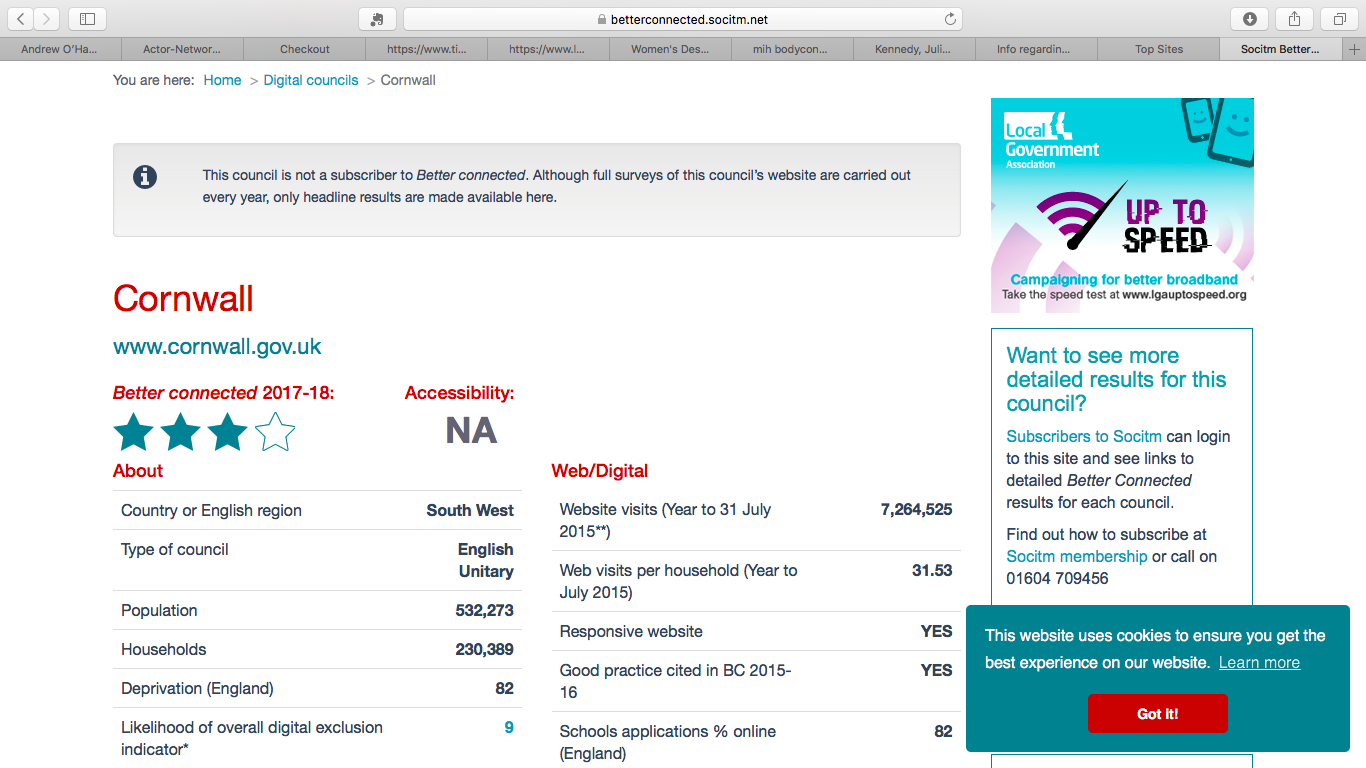 betterconnected.socitm.net
Andrew O'Ha...
Actor-Networ...
Checkout
https://www.ti...
https://www.l...
Women's Des...
mih bodycon...
Kennedy, Juli...
Info regardin...
Top Sites
Socitm Better...
You are here: Home > Digital councils > Cornwall
This council is not a subscriber to Better connected. Although full surveys of this council's website are carried out
every year, only headline results are made available here.
Cornwall
www.cornwall.gov.uk
Better connected 2017-18:
Accessibility:
NA
About
Country or English region South West
Type of council English
Unitary
Population 532,273
Households 230,389
Deprivation (England) 82
Likelihood of overall digital exclusion 9
indicator*
Web/Digital
Website visits (Year to 31 July 7,264,525
2015**)
Web visits per household (Year to 31.53
July 2015)
Responsive website YES
Good practice cited in BC 2015- YES
16
Schools applications % online 82
(England)
Local
Government
Association
UP TO
SPEED
Campaigning for better broadband
Take the speed test at www.lgauptospeed.org
Want to see more
detailed results for this
council?
Subscribers to Socitm can login
to this site and see links to
detailed Better Connected
results for each council.
Find out how to subscribe at
Socitm membership or call on
01604 709456
This website uses cookies to ensure you get the
best experience on our website. Learn more
Got it!